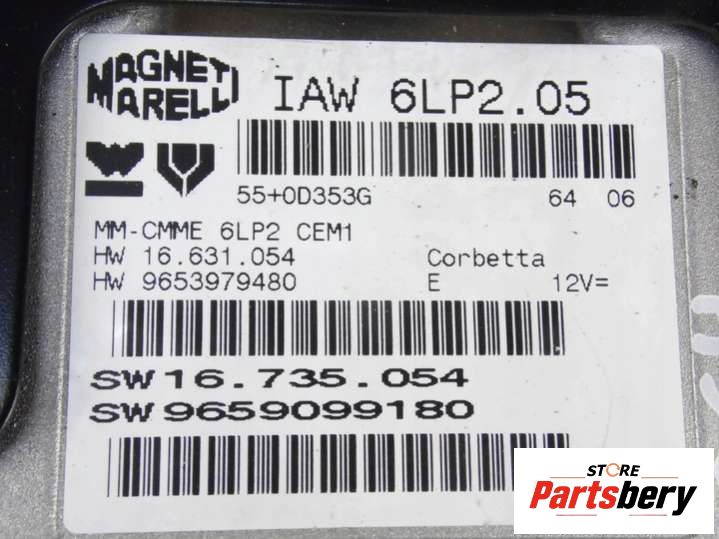 MAGNETI
MARELLI
IAW 6LP2.05
55+0D353G 64 06
MM-CMME 6LP2 CEM1
HW 16.631.054 Corbetta
HW 9653979480 E 12V=
SW 16.735.054
SW 9659099180
STORE
Partsbery